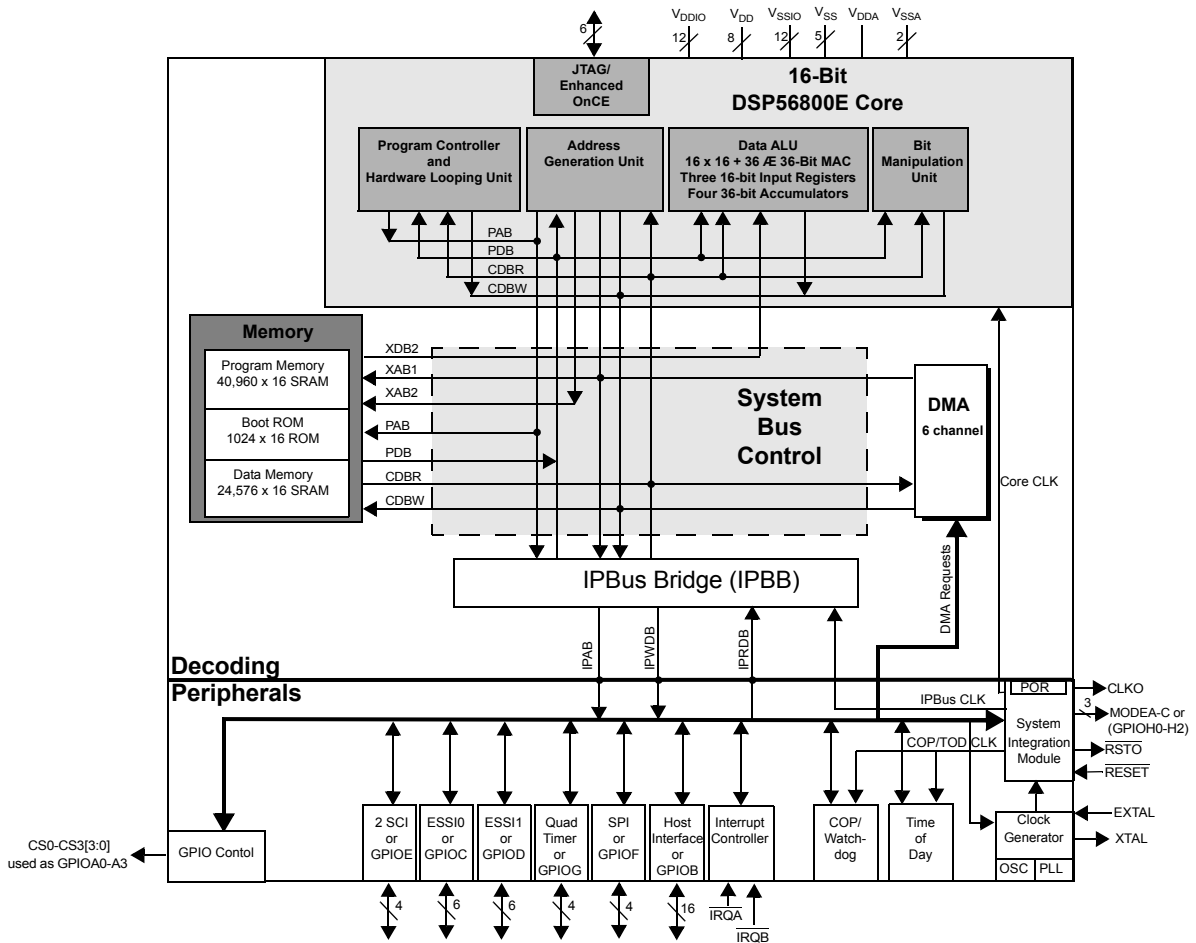 VDDIO VDD VSSIO VSS VDDA VSSA
6 12 8 12 5 2
JTAG/
Enhanced
OnCE
16-Bit
DSP56800E Core
Program Controller
and
Hardware Looping Unit
Address
Generation Unit
Data ALU
16 x 16 + 36 Æ 36-Bit MAC
Three 16-bit Input Registers
Four 36-bit Accumulators
Bit
Manipulation
Unit
PAB
PDB
CDBR
CDBW
Memory
Program Memory
40,960 x 16 SRAM
Boot ROM
1024 x 16 ROM
Data Memory
24,576 x 16 SRAM
XDB2
XAB1
XAB2
PAB
PDB
CDBR
CDBW
System
Bus
Control
DMA
6 channel
Core CLK
DMA Requests
IPBus Bridge (IPBB)
IPAB
IPWDB
IPRDB
Decoding
Peripherals
IPBus CLK
COP/TOD CLK
POR
System
Integration
Module
CLKO
3
MODEA-C or
(GPIOH0-H2)
RSTO
RESET
EXTAL
XTAL
Clock
Generator
OSC PLL
CS0-CS3[3:0]
used as GPIOA0-A3
GPIO Contol
2 SCI
or
GPIOE
ESSI0
or
GPIOC
ESSI1
or
GPIOD
Quad
Timer
or
GPIOG
SPI
or
GPIOF
Host
Interface
or
GPIOB
Interrupt
Controller
COP/
Watch-
dog
Time
of
Day
4 6 6 4 4 16
IRQA
IRQB